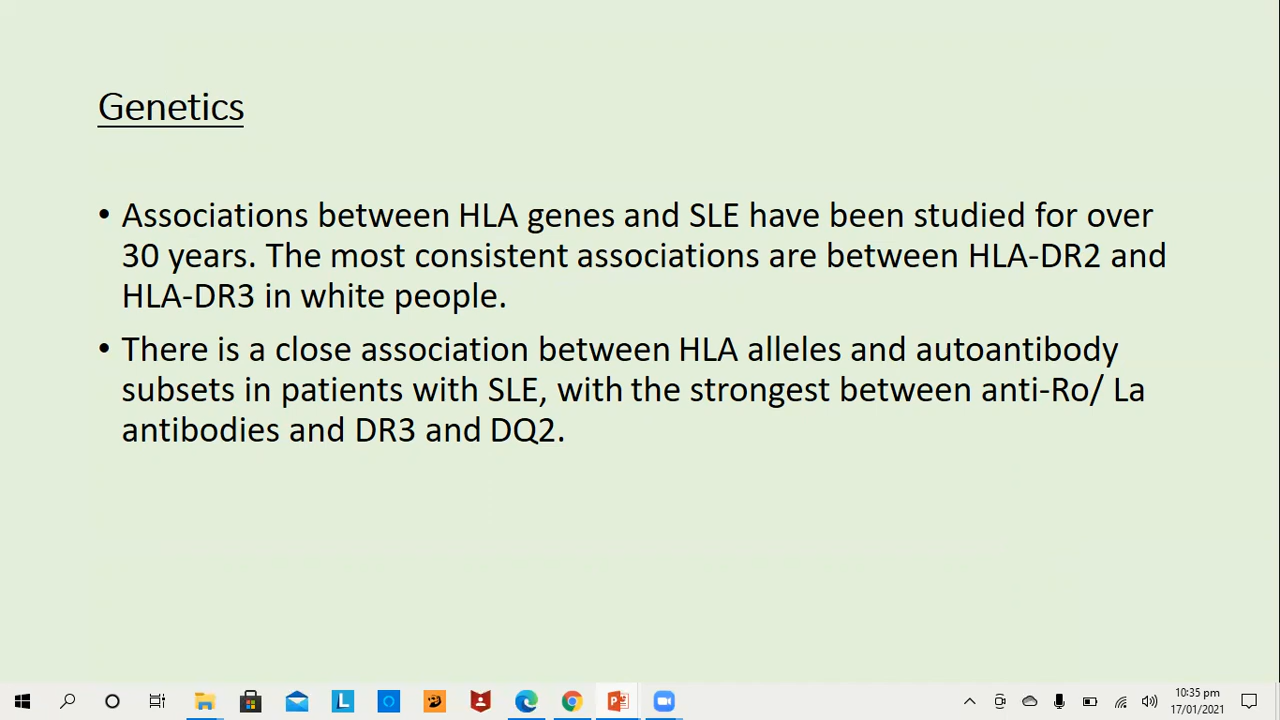 Genetics
• Associations between HLA genes and SLE have been studied for over
30 years. The most consistent associations are between HLA-DR2 and
HLA-DR3 in white people.
• There is a close association between HLA alleles and autoantibody
subsets in patients with SLE, with the strongest between anti-Ro/ La
antibodies and DR3 and DQ2.
L
10:35 pm
17/01/2021